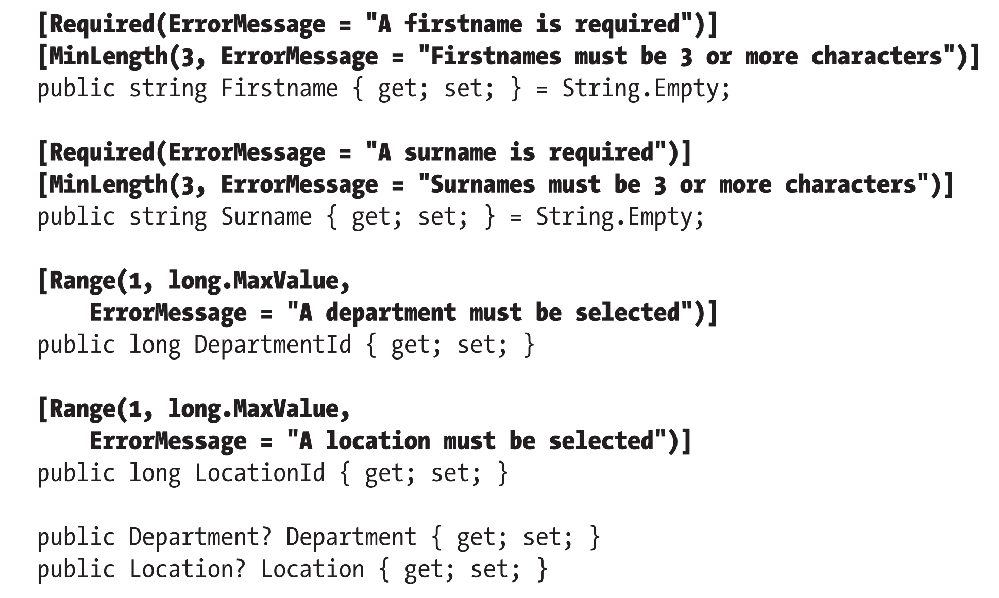 [Required(ErrorMessage = "A firstname is required")]
[MinLength(3, ErrorMessage = "Firstnames must be 3 or more characters")]
public string Firstname { get; set; } = String.Empty;

[Required(ErrorMessage = "A surname is required")]
[MinLength(3, ErrorMessage = "Surnames must be 3 or more characters")]
public string Surname { get; set; } = String.Empty;

[Range(1, long.MaxValue,
    ErrorMessage = "A department must be selected")]
public long DepartmentId { get; set; }

[Range(1, long.MaxValue,
    ErrorMessage = "A location must be selected")]
public long LocationId { get; set; }

public Department? Department { get; set; }
public Location? Location { get; set; }